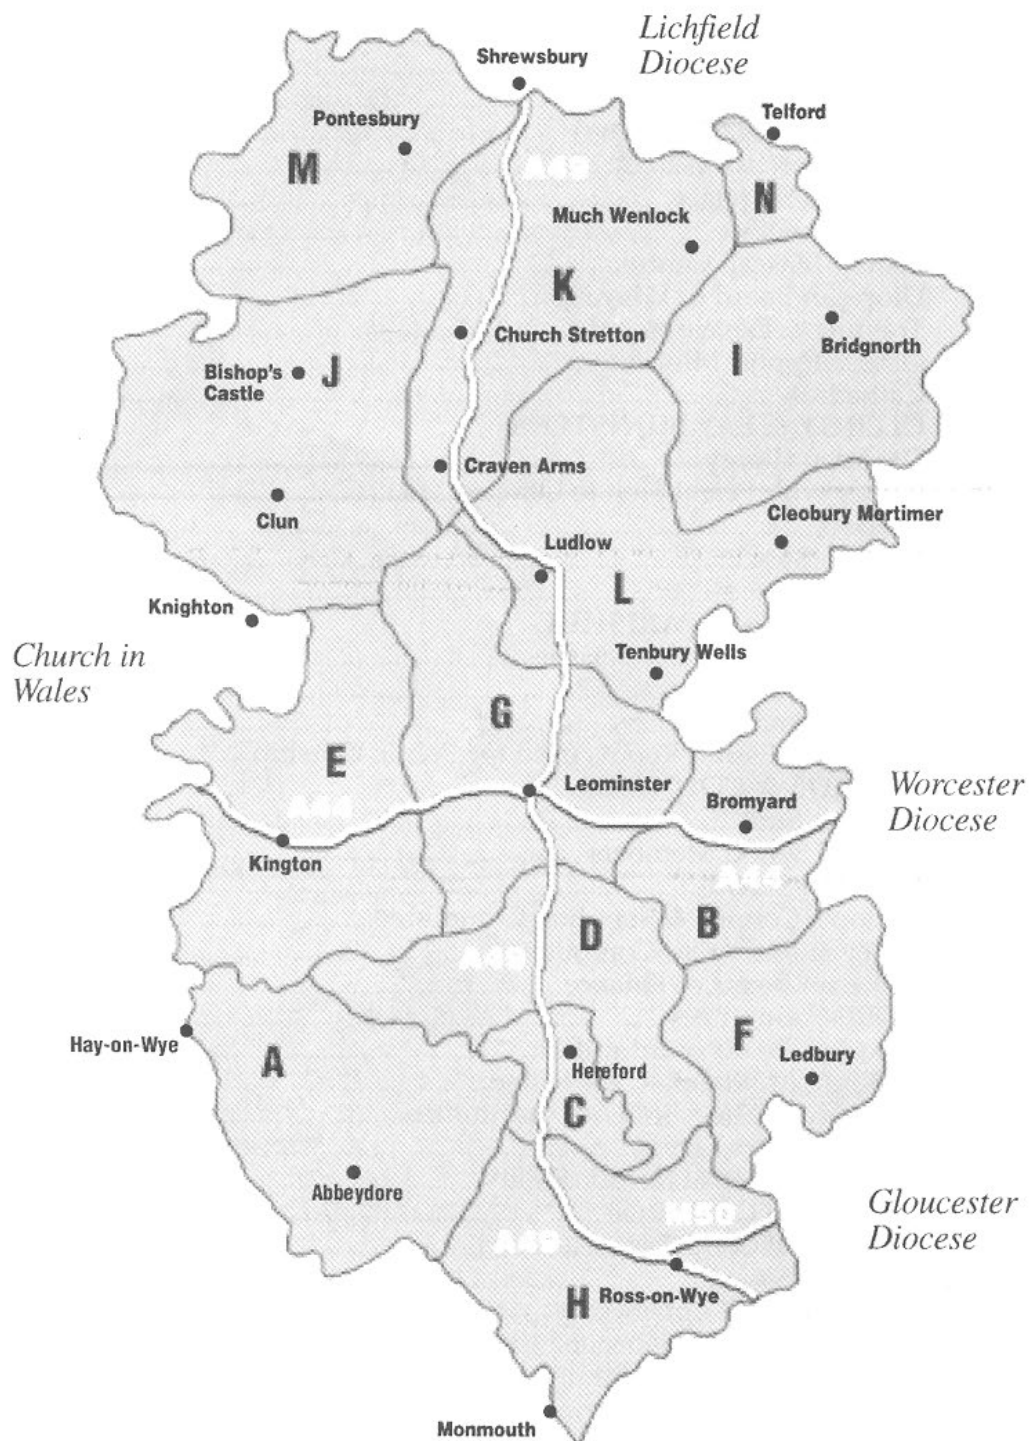 Lichfield
Diocese
Shrewsbury
Telford
Pontesbury
M
A49
N
Much Wenlock
K
Church Stretton
Bridgnorth
I
Bishop's
Castle
J
Craven Arms
Clun
Cleobury Mortimer
Ludlow
L
Knighton
Church in
Wales
Tenbury Wells
G
E
Leominster
Worcester
Diocese
Bromyard
A44
Kington
A44
B
D
A49
F
Hay-on-Wye
A
Ledbury
Hereford
C
Abbeydore
Gloucester
Diocese
M50
A49
H
Ross-on-Wye
Monmouth